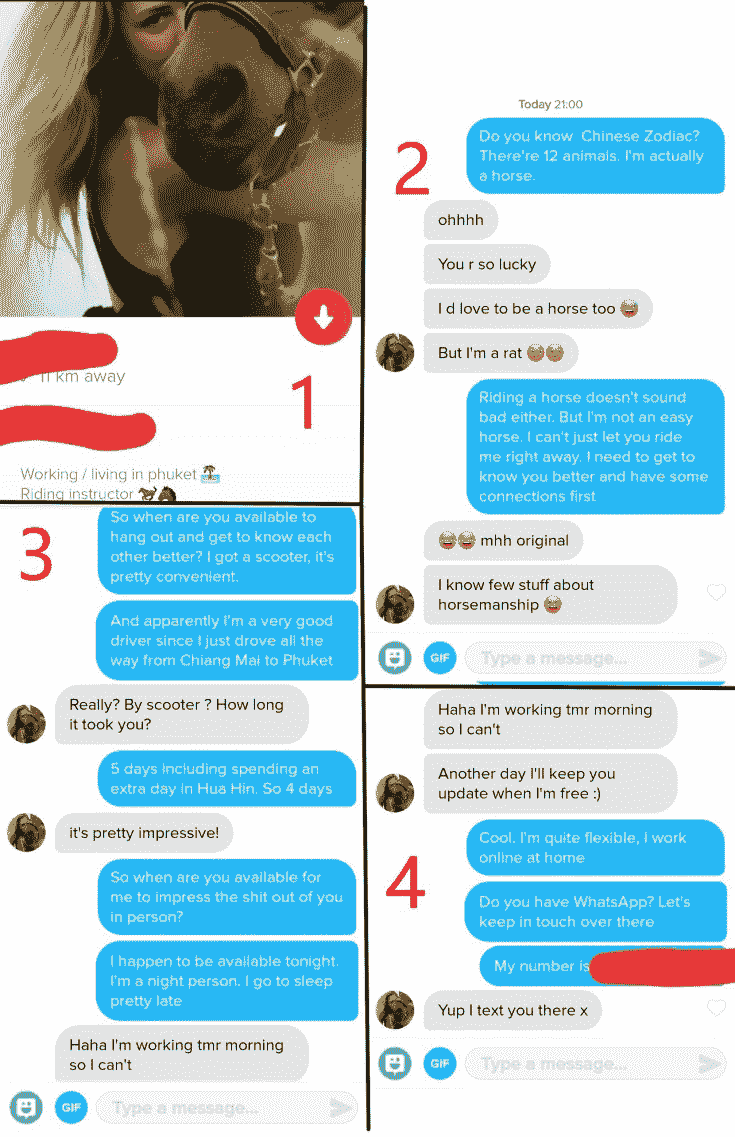 1
11 km away
Working / living in phuket
Riding instructor
Today 21:00
2
Do you know  Chinese Zodiac?
There're 12 animals. I'm actually
a horse.
ohhhh
You r so lucky
I d love to be a horse too
But I'm a rat
Riding a horse doesn't sound
bad either. But I'm not an easy
horse. I can't just let you ride
me right away. I need to get to
know you better and have some
connections first
mhh original
I know few stuff about
horsemanship
GIF
Type a message...
3
So when are you available to
hang out and get to know each
other better? I got a scooter, it's
pretty convenient.
And apparently I'm a very good
driver since I just drove all the
way from Chiang Mai to Phuket
Really? By scooter ? How long
it took you?
5 days including spending an
extra day in Hua Hin. So 4 days
it's pretty impressive!
So when are you available for
me to impress the shit out of you
in person?
I happen to be available tonight.
I'm a night person. I go to sleep
pretty late
Haha I'm working tmr morning
so I can't
GIF
Type a message...
Haha I'm working tmr morning
so I can't
Another day I'll keep you
update when I'm free :)
4
Cool. I'm quite flexible, I work
online at home
Do you have WhatsApp? Let's
keep in touch over there
My number is
Yup I text you there x
GIF
Type a message...